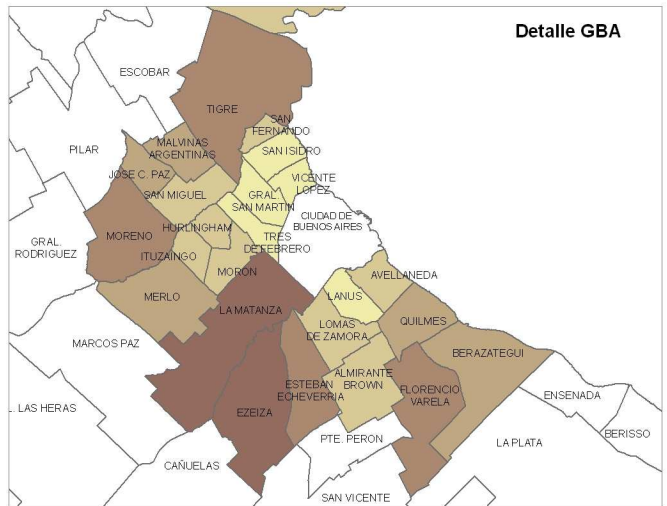 Detalle GBA
ESCOBAR
TIGRE
SAN
FERNANDO
PILAR
MALVINAS
ARGENTINAS
SAN ISIDRO
JOSE C. PAZ
VICENTE
LOPEZ
SAN MIGUEL
GRAL.
SAN MARTIN
CIUDAD DE
BUENOS AIRES
HURLINGHAM
MORENO
TRES
DE FEBRERO
GRAL.
RODRIGUEZ
ITUZAINGO
MORON
AVELLANEDA
MERLO
LANUS
LA MATANZA
QUILMES
LOMAS
DE ZAMORA
MARCOS PAZ
BERAZATEGUI
ALMIRANTE
BROWN
ESTEBAN
ECHEVERRIA
FLORENCIO
VARELA
ENSENADA
. LAS HERAS
EZEIZA
BERISSO
PTE. PERON
LA PLATA
CAÑUELAS
SAN VICENTE